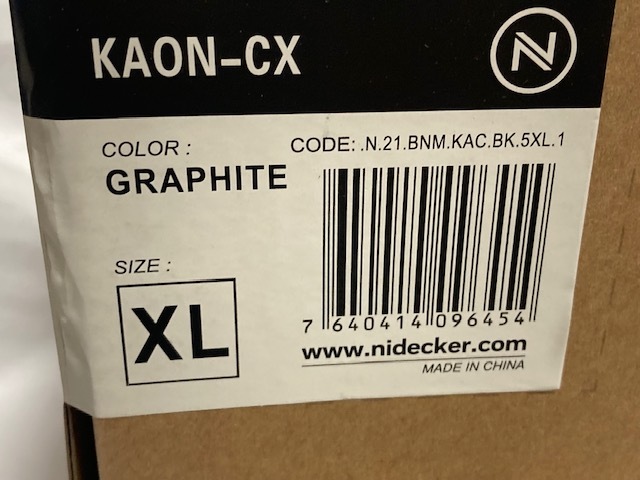 KAON-CX
N
COLOR :
GRAPHITE
CODE: .N.21.BNM.KAC.BK.5XL.1
SIZE :
XL
7 640414 096454
www.nidecker.com
MADE IN CHINA